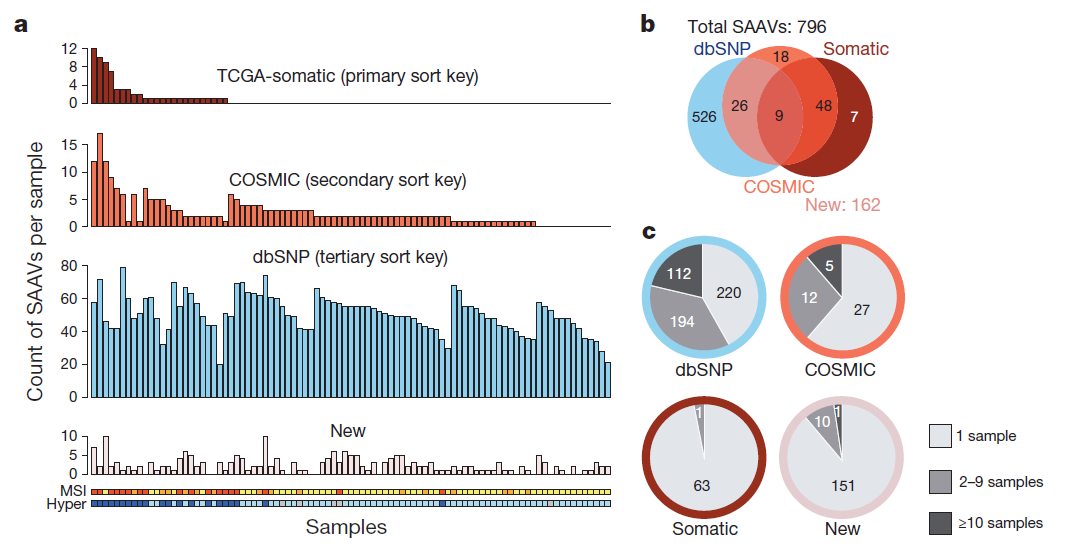 a
Count of SAAVs per sample
12
8
4
0
TCGA-somatic (primary sort key)
15
10
5
0
COSMIC (secondary sort key)
80
60
40
20
0
dbSNP (tertiary sort key)
10
5
0
New
MSI
Hyper
Samples
b
Total SAAVs: 796
dbSNP
Somatic
18
526
26
9
48
7
COSMIC
New: 162
c
112
220
194
dbSNP
5
12
27
COSMIC
1
63
Somatic
1
10
151
New
1 sample
2–9 samples
≥10 samples